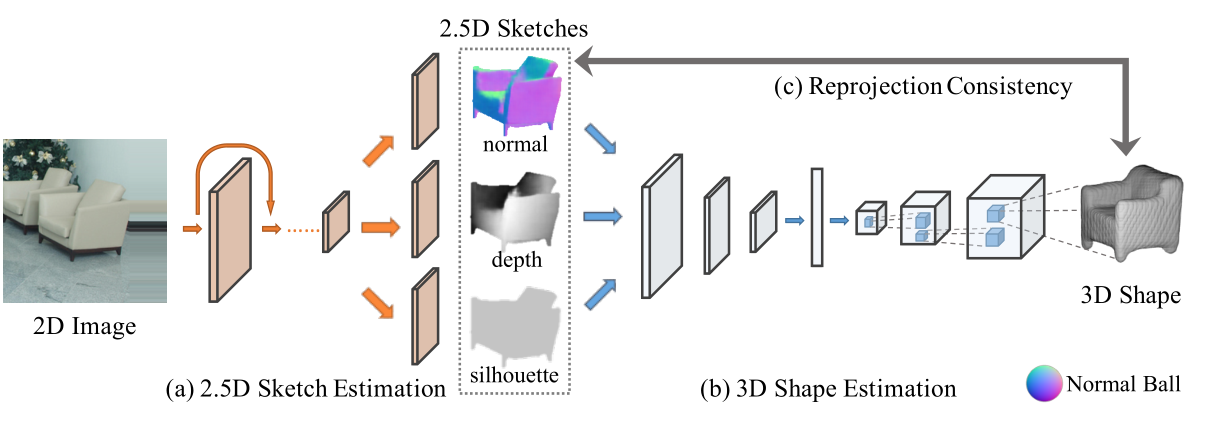 2.5D Sketches
(c) Reprojection Consistency
normal
depth
2D Image
3D Shape
silhouette
(a) 2.5D Sketch Estimation
(b) 3D Shape Estimation
Normal Ball